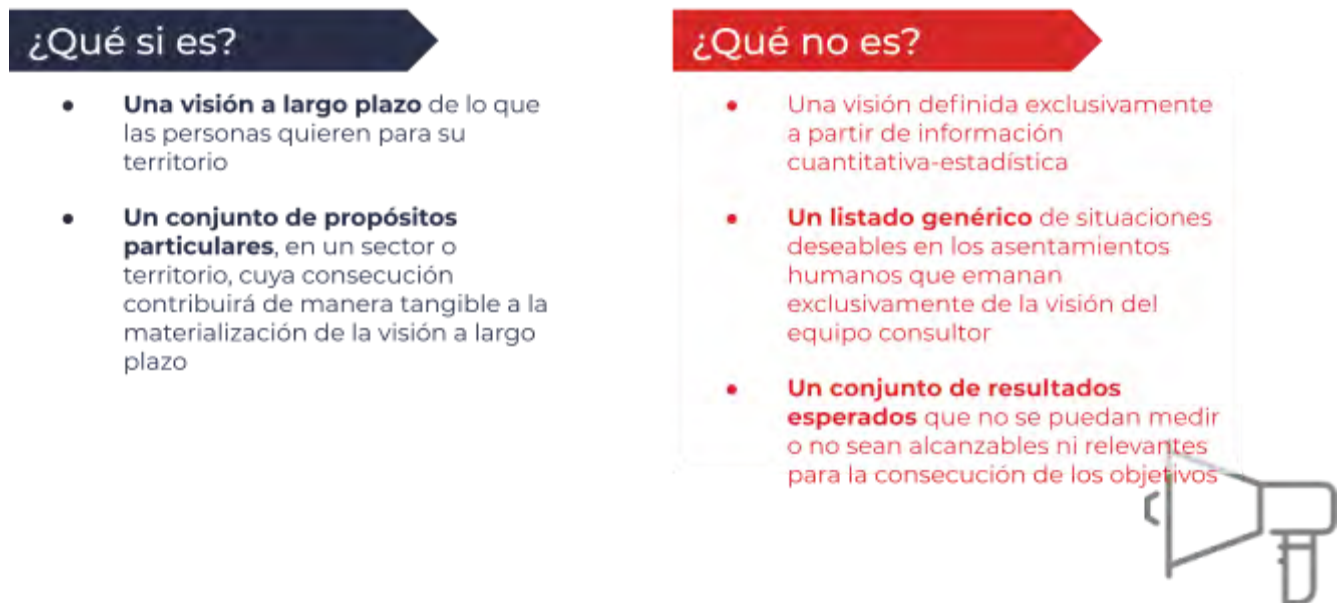 ¿Qué si es?
● Una visión a largo plazo de lo que
las personas quieren para su
territorio
● Un conjunto de propósitos
particulares, en un sector o
territorio, cuya consecución
contribuirá de manera tangible a la
materialización de la visión a largo
plazo
¿Qué no es?
● Una visión definida exclusivamente
a partir de información
cuantitativa-estadística
● Un listado genérico de situaciones
deseables en los asentamientos
humanos que emanan
exclusivamente de la visión del
equipo consultor
● Un conjunto de resultados
esperados que no se puedan medir
o no sean alcanzables ni relevantes
para la consecución de los objetivos